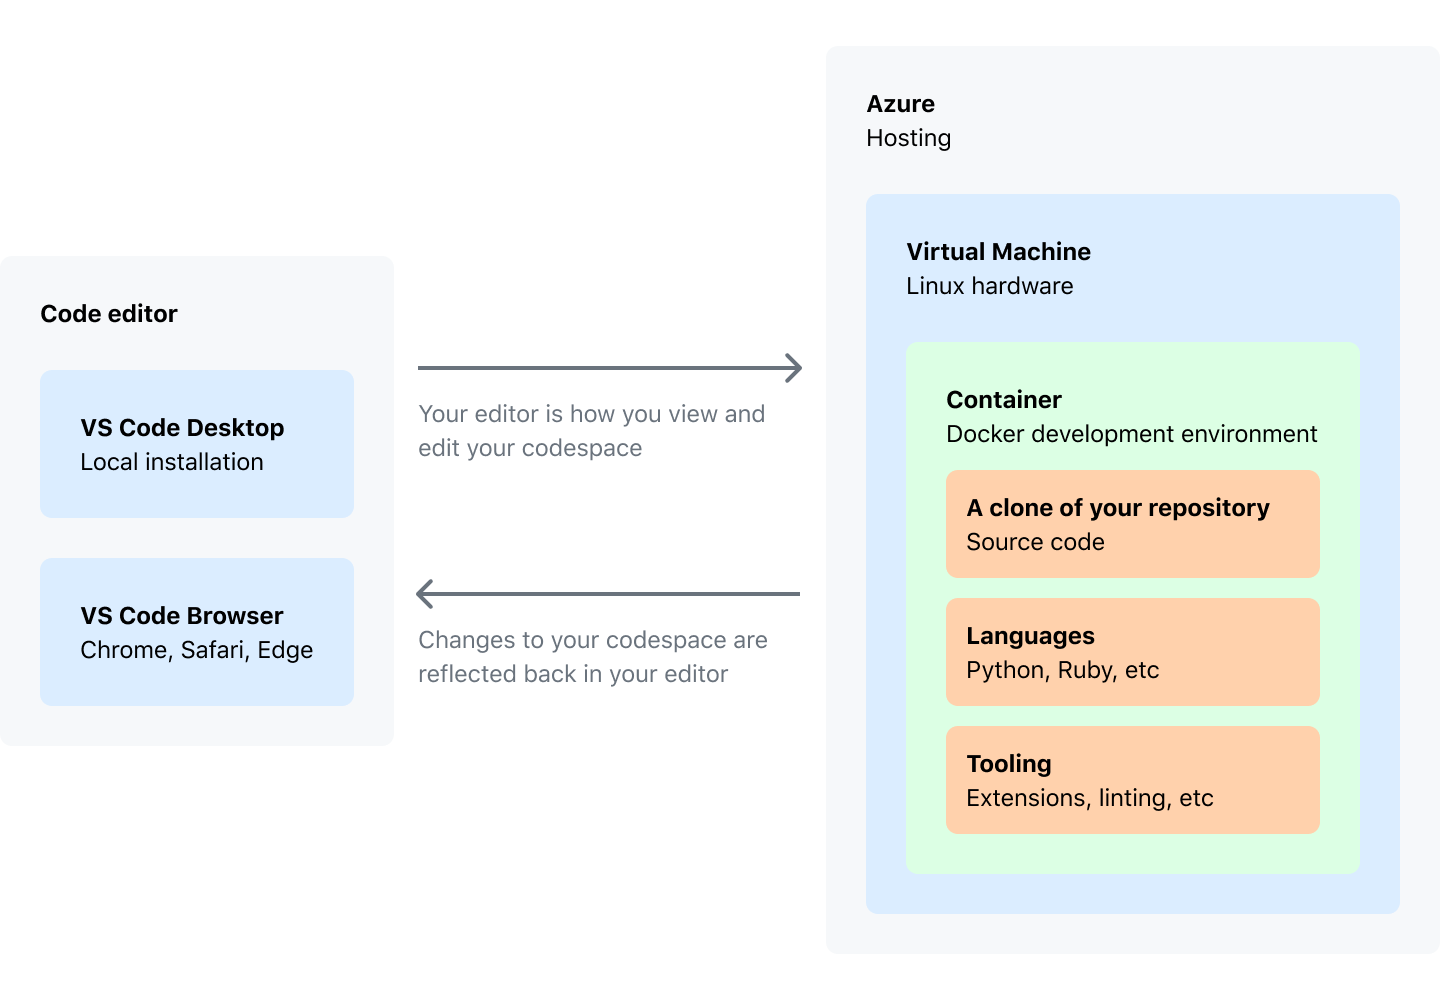 Code editor
VS Code Desktop
Local installation
VS Code Browser
Chrome, Safari, Edge
Your editor is how you view and
edit your codespace
Changes to your codespace are
reflected back in your editor
Azure
Hosting
Virtual Machine
Linux hardware
Container
Docker development environment
A clone of your repository
Source code
Languages
Python, Ruby, etc
Tooling
Extensions, linting, etc